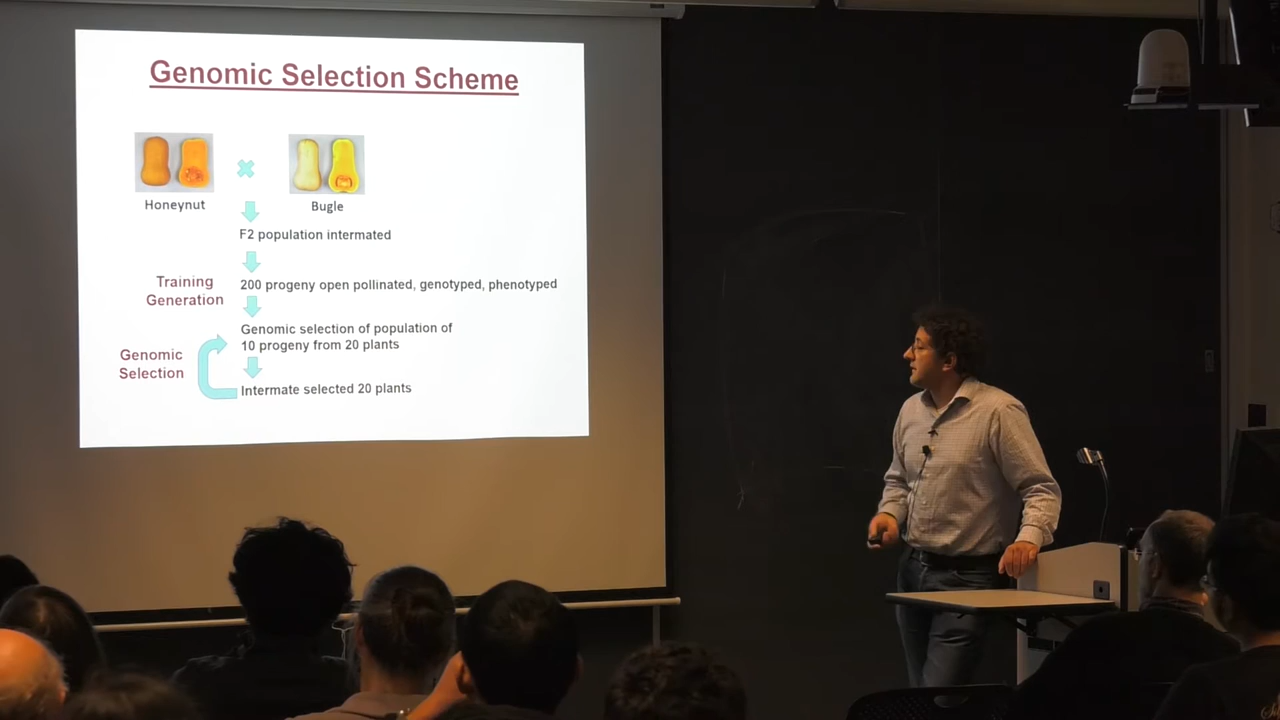 Genomic Selection Scheme
Honeynut
Bugle
F2 population intermated
Training
Generation
200 progeny open pollinated, genotyped, phenotyped
Genomic selection of population of
10 progeny from 20 plants
Genomic
Selection
Intermate selected 20 plants